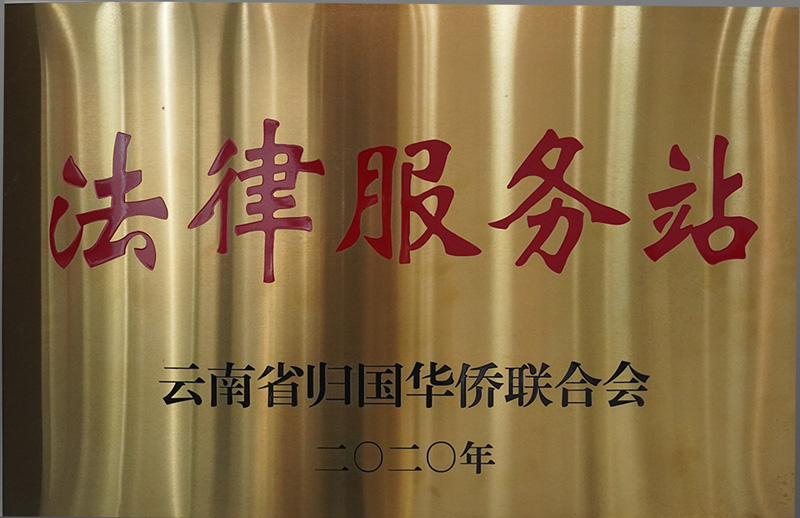 法律服务站
云南省归国华侨联合会
二〇二〇年